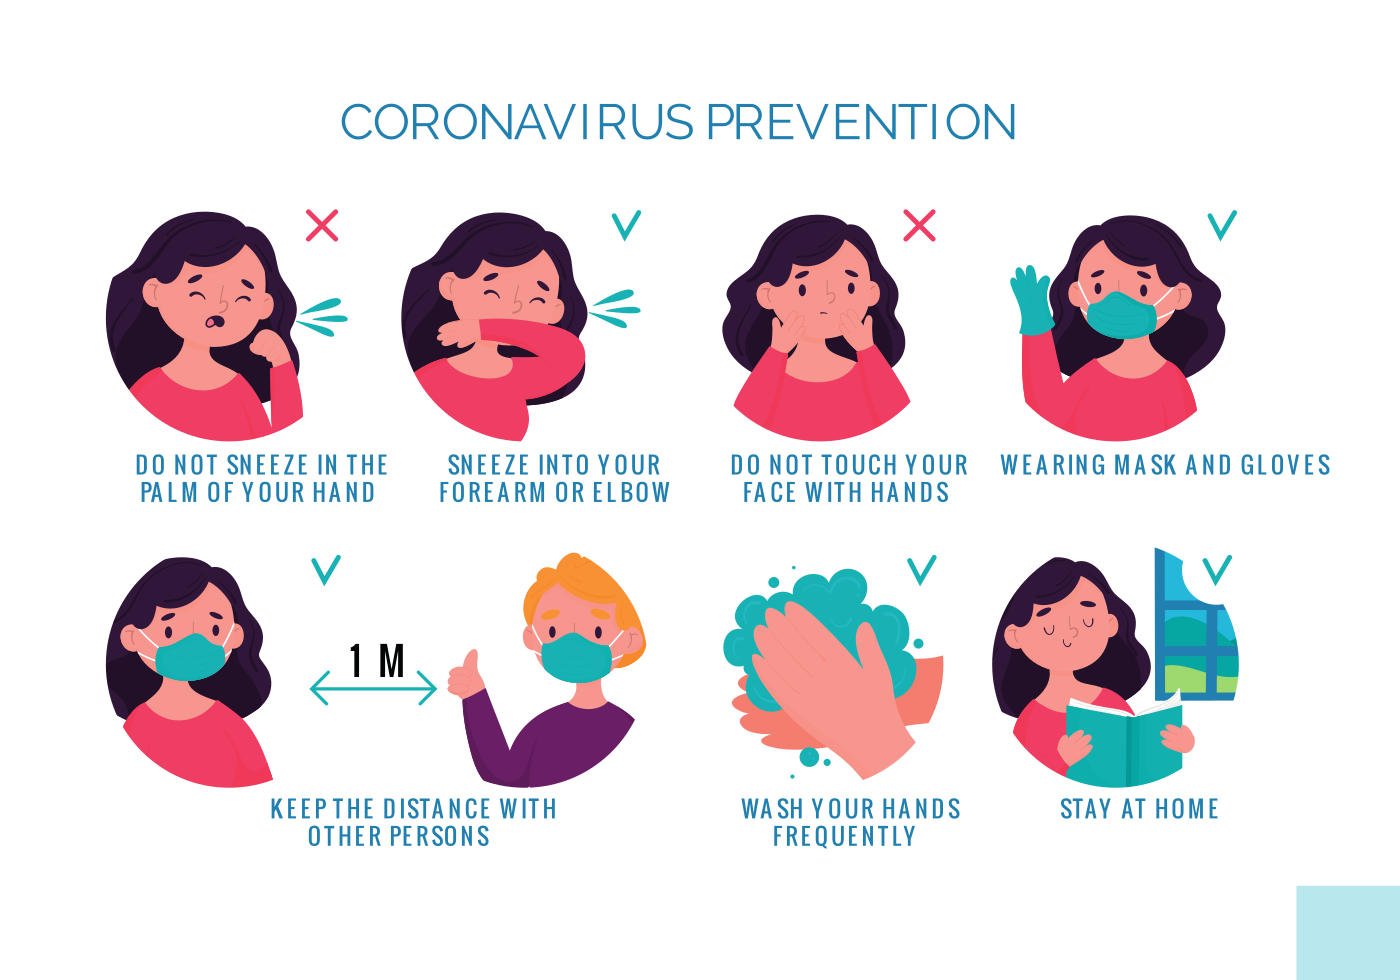 CORONAVIRUS PREVENTION
DO NOT SNEEZE IN THE
PALM OF YOUR HAND
SNEEZE INTO YOUR
FOREARM OR ELBOW
DO NOT TOUCH YOUR
FACE WITH HANDS
WEARING MASK AND GLOVES
1 M
KEEP THE DISTANCE WITH
OTHER PERSONS
WASH YOUR HANDS
FREQUENTLY
STAY AT HOME